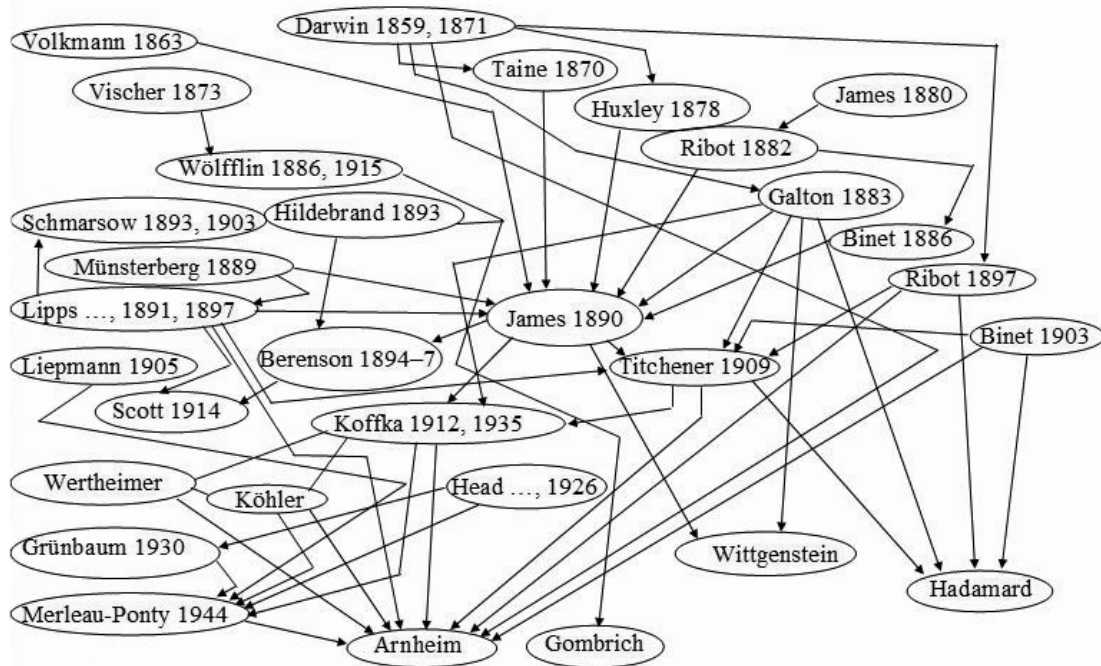 Darwin 1859, 1871
Volkmann 1863
Taine 1870
Vischer 1873
James 1880
Huxley 1878
Ribot 1882
Wölfflin 1886, 1915
Galton 1883
Hildebrand 1893
Schmarsow 1893, 1903
Binet 1886
Münsterberg 1889
Ribot 1897
Lipps …, 1891, 1897
James 1890
Binet 1903
Berenson 1894–7
Liepmann 1905
Titchener 1909
Scott 1914
Koffka 1912, 1935
Wertheimer
Köhler
Head …, 1926
Grünbaum 1930
Wittgenstein
Hadamard
Merleau-Ponty 1944
Arnheim
Gombrich